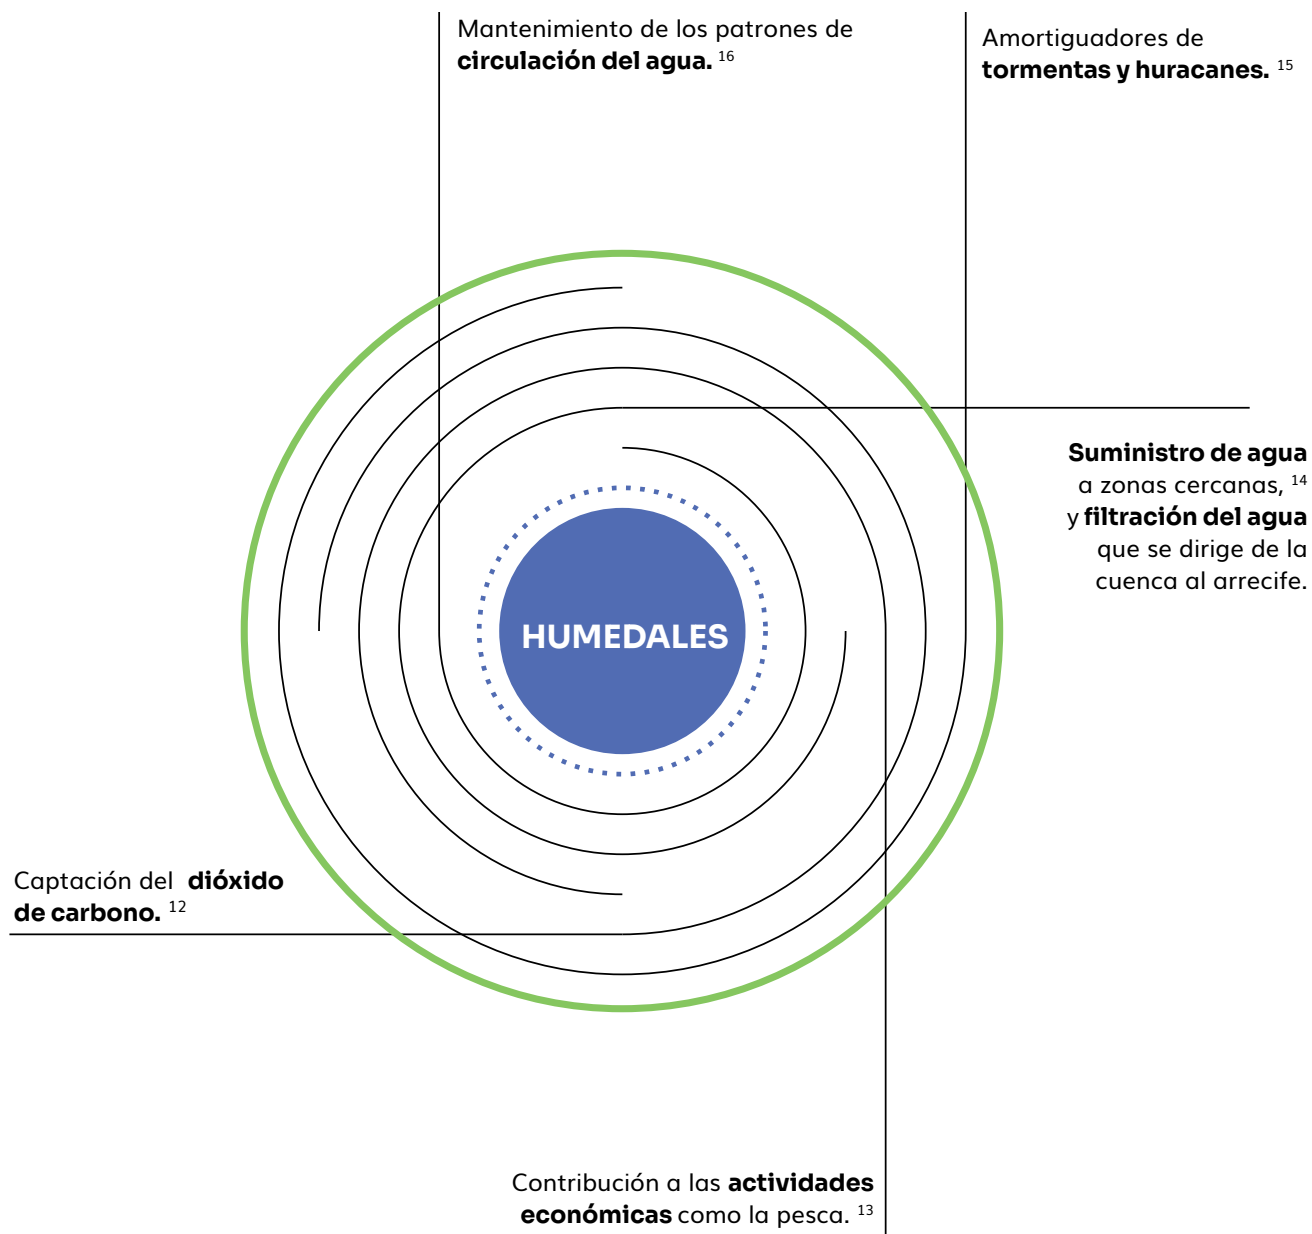 Mantenimiento de los patrones de
circulación del agua. 16
Amortiguadores de
tormentas y huracanes. 15
Suministro de agua
a zonas cercanas, 14
y filtración del agua
que se dirige de la
cuenca al arrecife.
HUMEDALES
Captación del dióxido
de carbono. 12
Contribución a las actividades
económicas como la pesca. 13